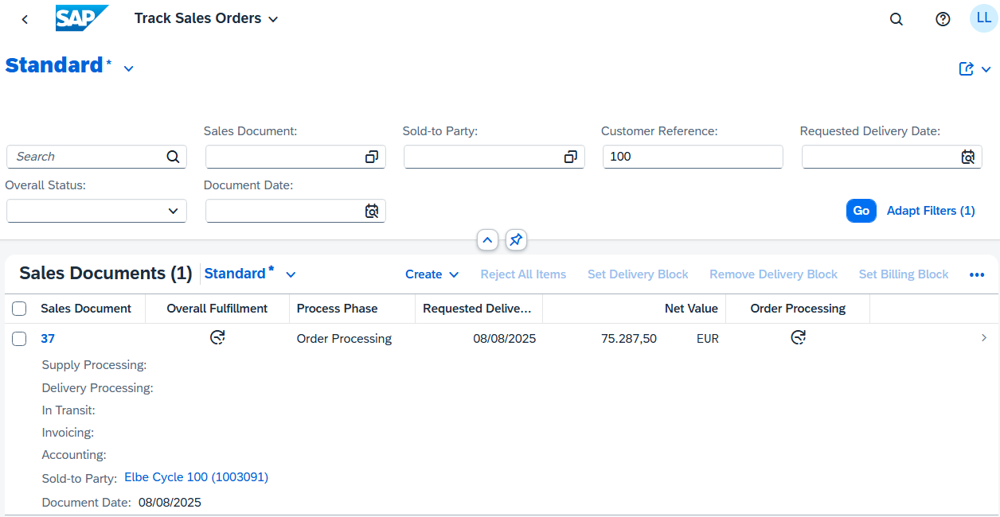 SAP Track Sales Orders LL
Standard *
Sales Document: Sold-to Party: Customer Reference: Requested Delivery Date:
Search 100
Overall Status: Document Date:
Go Adapt Filters (1)
Sales Documents (1) Standard * Create Reject All Items Set Delivery Block Remove Delivery Block Set Billing Block
Sales Document Overall Fulfillment Process Phase Requested Delive... Net Value Order Processing
37 Order Processing 08/08/2025 75.287,50 EUR
Supply Processing:
Delivery Processing:
In Transit:
Invoicing:
Accounting:
Sold-to Party: Elbe Cycle 100 (1003091)
Document Date: 08/08/2025